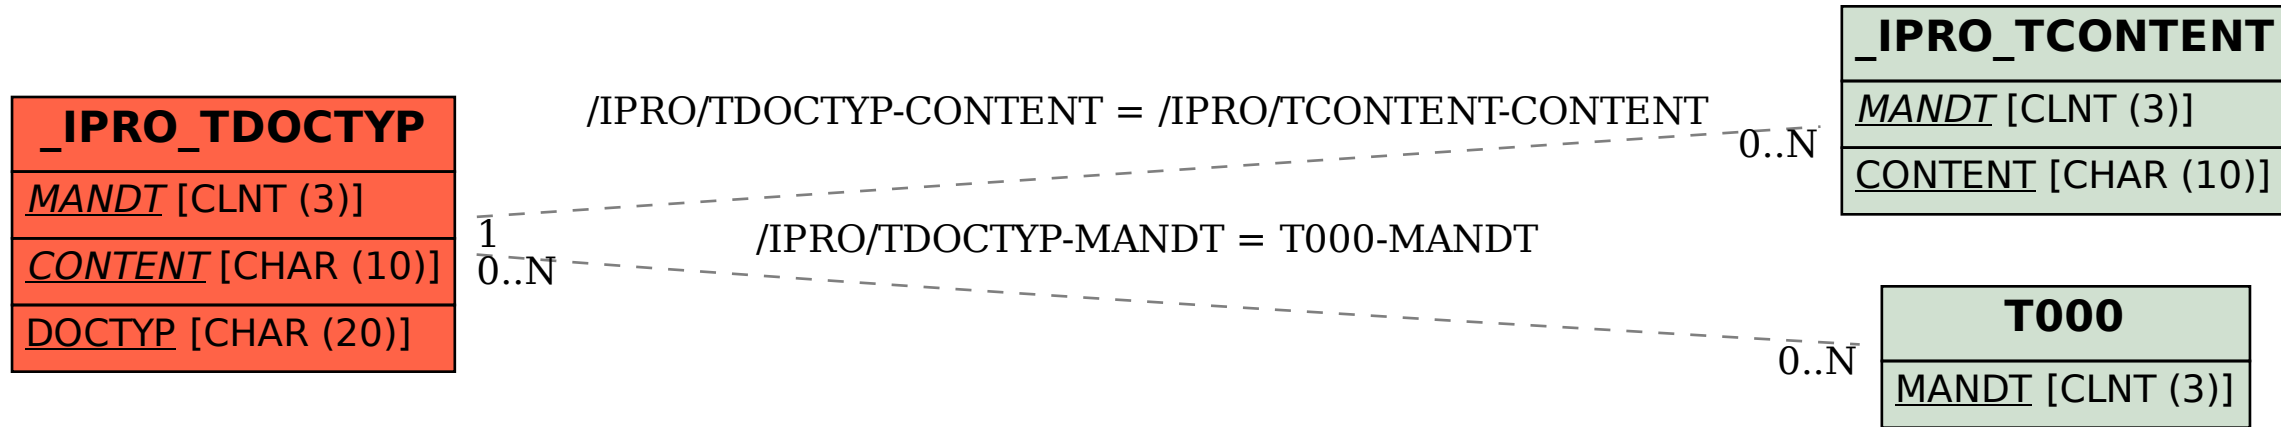 _IPRO_TDOCTYP
MANDT [CLNT (3)]
CONTENT [CHAR (10)]
DOCTYP [CHAR (20)]
/IPRO/TDOCTYP-CONTENT = /IPRO/TCONTENT-CONTENT
1
0..N
/IPRO/TDOCTYP-MANDT = T000-MANDT
0..N
0..N
_IPRO_TCONTENT
MANDT [CLNT (3)]
CONTENT [CHAR (10)]
T000
MANDT [CLNT (3)]